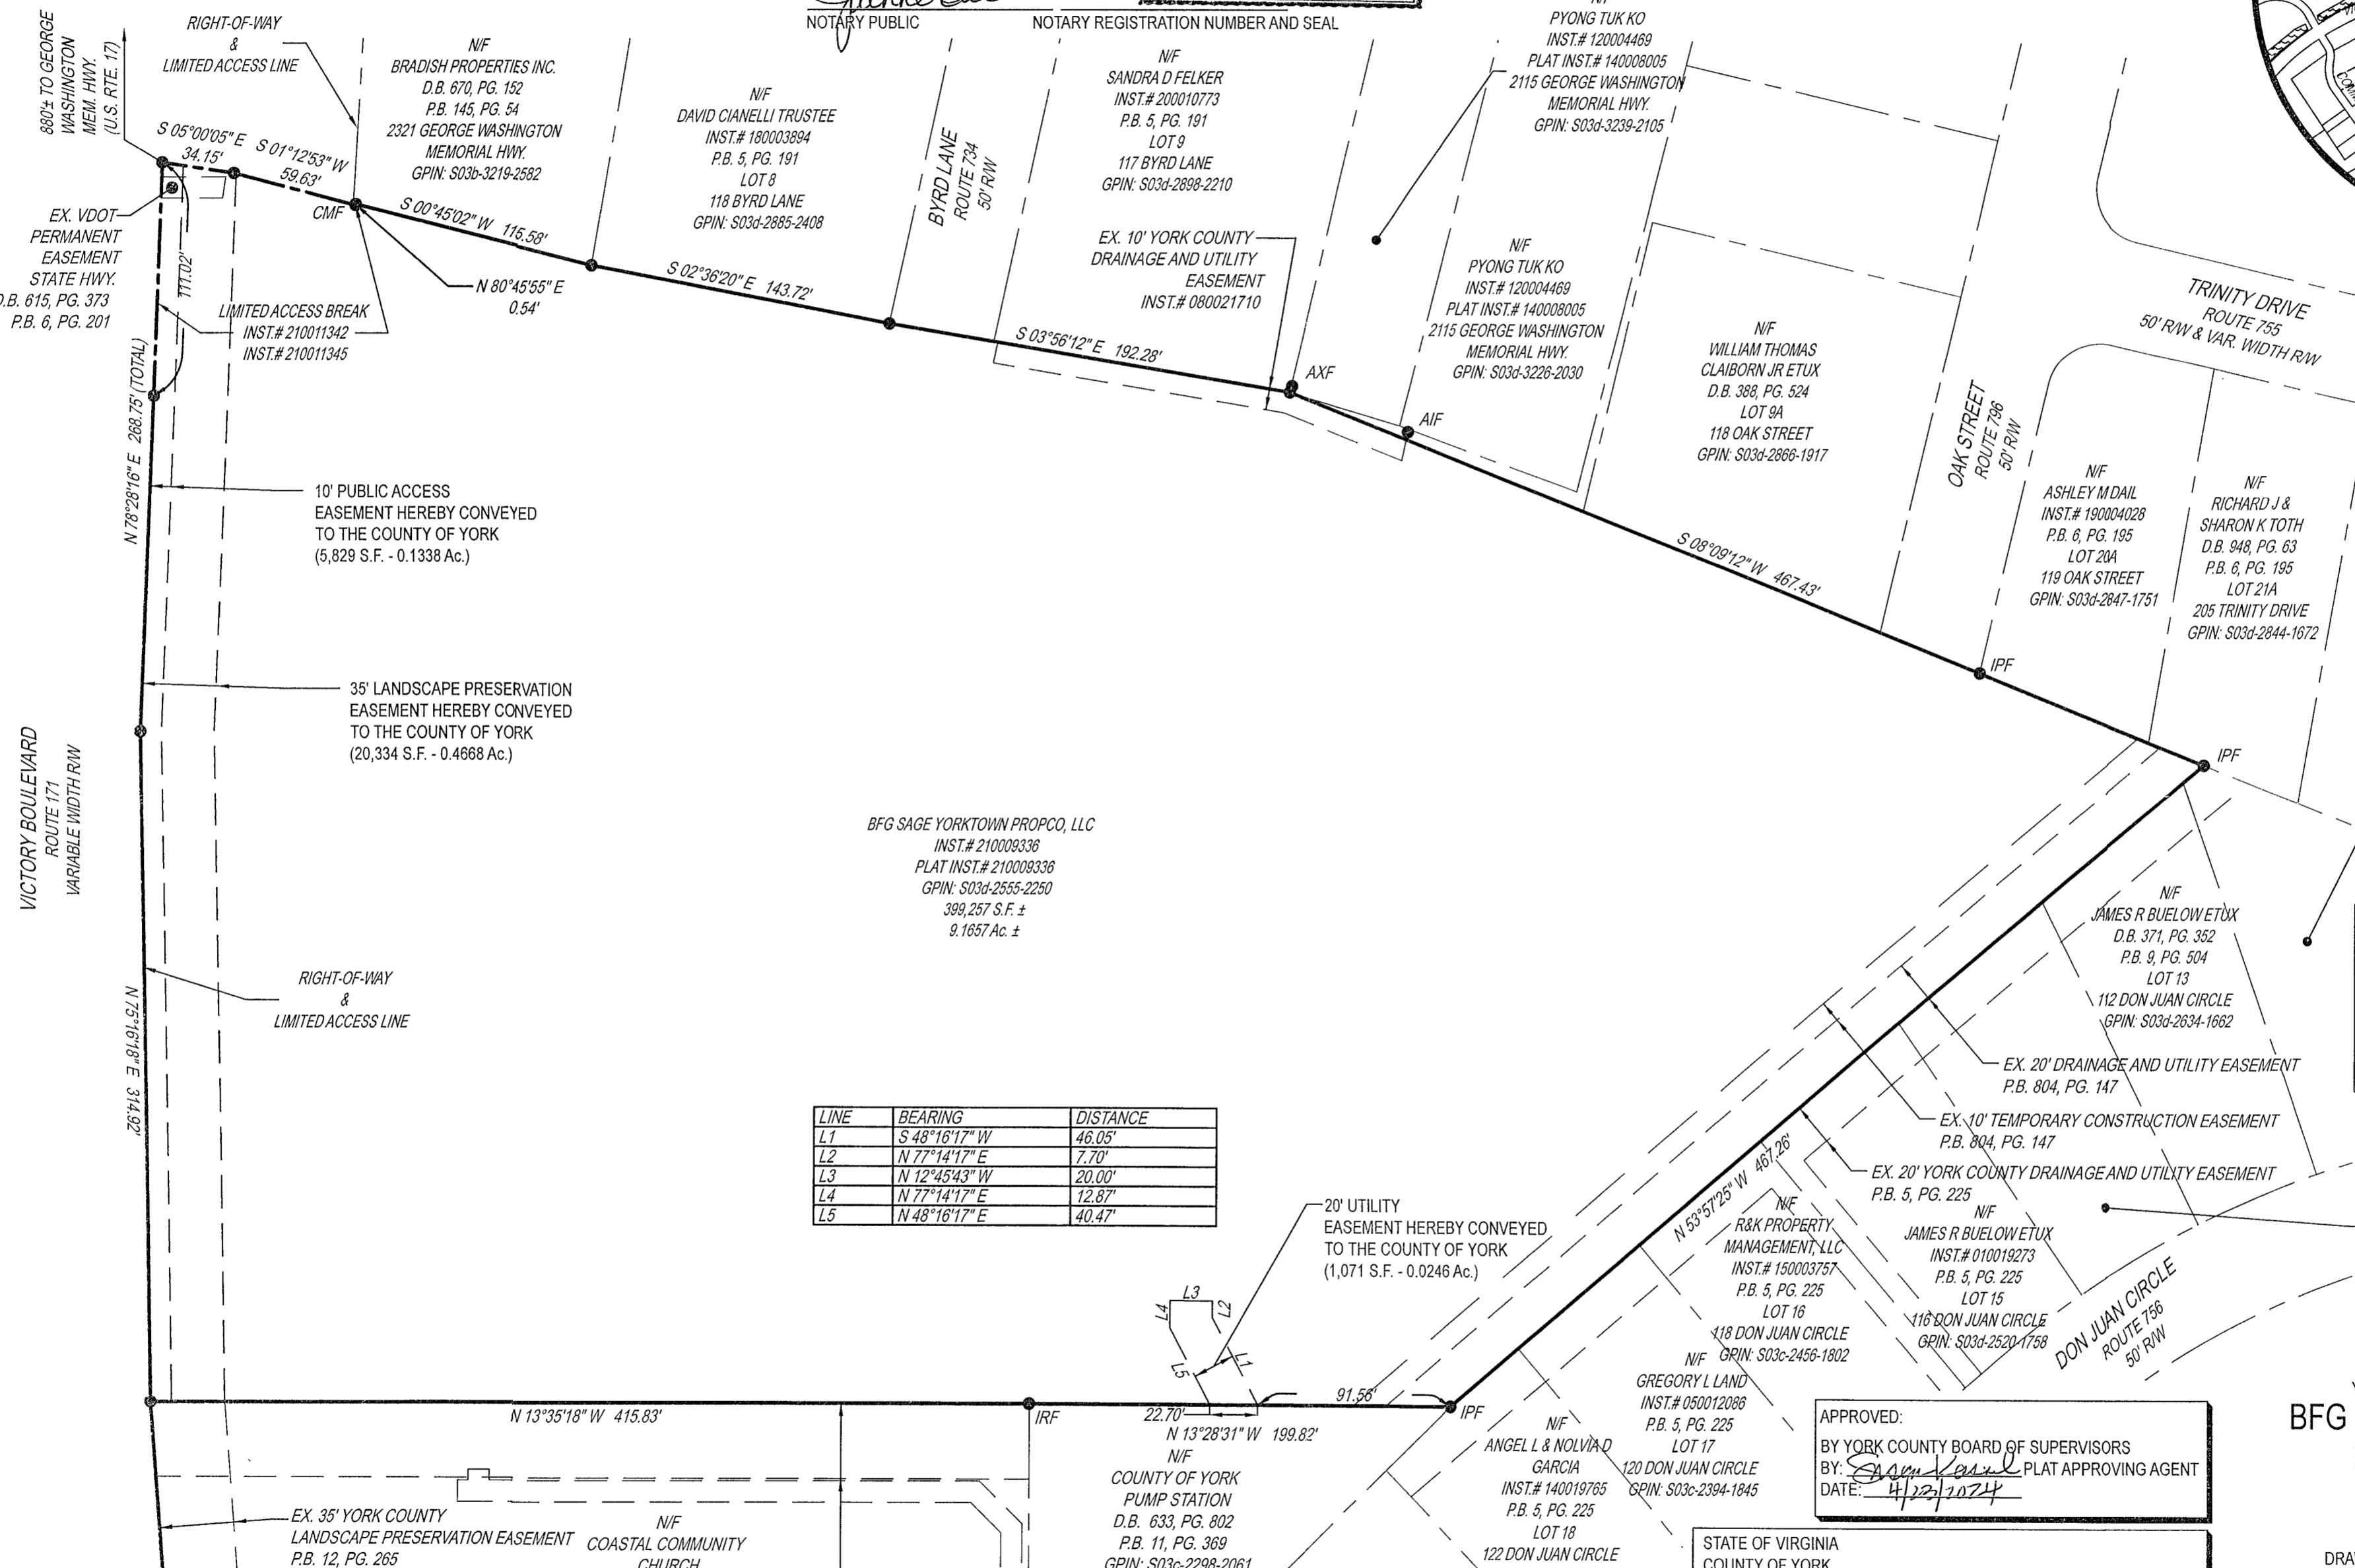 NOTARY PUBLIC
NOTARY REGISTRATION NUMBER AND SEAL
880'± TO GEORGE
WASHINGTON
MEM. HWY.
(U.S. RTE. 17)
RIGHT-OF-WAY
&
LIMITED ACCESS LINE
N/F
BRADISH PROPERTIES INC.
D.B. 670, PG. 152
P.B. 145, PG. 54
2321 GEORGE WASHINGTON
MEMORIAL HWY.
GPIN: S03b-3219-2582
N/F
DAVID CIANELLI TRUSTEE
INST.# 180003894
P.B. 5, PG. 191
LOT 8
118 BYRD LANE
GPIN: S03d-2885-2408
BYRD LANE
ROUTE 734
50' R/W
N/F
SANDRA D FELKER
INST.# 200010773
P.B. 5, PG. 191
LOT 9
117 BYRD LANE
GPIN: S03d-2898-2210
N/F
PYONG TUK KO
INST.# 120004469
PLAT INST.# 140008005
2115 GEORGE WASHINGTON
MEMORIAL HWY.
GPIN: S03d-3239-2105
S 05°00'05" E
34.15'
S 01°12'53" W
59.63'
CMF
S 00°45'02" W 115.58'
N 80°45'55" E
0.54'
S 02°36'20" E 143.72'
S 03°56'12" E 192.28'
EX. 10' YORK COUNTY
DRAINAGE AND UTILITY
EASEMENT
INST.# 080021710
AXF
AIF
N/F
PYONG TUK KO
INST.# 120004469
PLAT INST.# 140008005
2115 GEORGE WASHINGTON
MEMORIAL HWY.
GPIN: S03d-3226-2030
N/F
WILLIAM THOMAS
CLAIBORN JR ETUX
D.B. 388, PG. 524
LOT 9A
118 OAK STREET
GPIN: S03d-2866-1917
TRINITY DRIVE
ROUTE 755
50' R/W & VAR. WIDTH R/W
OAK STREET
ROUTE 796
50' R/W
N/F
ASHLEY M DAIL
INST.# 190004028
P.B. 6, PG. 195
LOT 20A
119 OAK STREET
GPIN: S03d-2847-1751
N/F
RICHARD J &
SHARON K TOTH
D.B. 948, PG. 63
P.B. 6, PG. 195
LOT 21A
205 TRINITY DRIVE
GPIN: S03d-2844-1672
S 08°09'12" W 467.43'
IPF
IPF
EX. VDOT
PERMANENT
EASEMENT
STATE HWY.
D.B. 615, PG. 373
P.B. 6, PG. 201
111.02'
LIMITED ACCESS BREAK
INST.# 210011342
INST.# 210011345
N 78°28'16" E 268.75' (TOTAL)
10' PUBLIC ACCESS
EASEMENT HEREBY CONVEYED
TO THE COUNTY OF YORK
(5,829 S.F. - 0.1338 Ac.)
35' LANDSCAPE PRESERVATION
EASEMENT HEREBY CONVEYED
TO THE COUNTY OF YORK
(20,334 S.F. - 0.4668 Ac.)
VICTORY BOULEVARD
ROUTE 171
VARIABLE WIDTH R/W
BFG SAGE YORKTOWN PROPCO, LLC
INST.# 210009336
PLAT INST.# 210009336
GPIN: S03d-2555-2250
399,257 S.F. ±
9.1657 Ac. ±
RIGHT-OF-WAY
&
LIMITED ACCESS LINE
N 75°16'18" E 314.92'
LINE BEARING DISTANCE
L1 S 48°16'17" W 46.05'
L2 N 77°14'17" E 7.70'
L3 N 12°45'43" W 20.00'
L4 N 77°14'17" E 12.87'
L5 N 48°16'17" E 40.47'
N/F
JAMES R BUELOW ETUX
D.B. 371, PG. 352
P.B. 9, PG. 504
LOT 13
112 DON JUAN CIRCLE
GPIN: S03d-2634-1662
EX. 20' DRAINAGE AND UTILITY EASEMENT
P.B. 804, PG. 147
EX. 10' TEMPORARY CONSTRUCTION EASEMENT
P.B. 804, PG. 147
EX. 20' YORK COUNTY DRAINAGE AND UTILITY EASEMENT
P.B. 5, PG. 225
N 53°57'25" W 467.26'
20' UTILITY
EASEMENT HEREBY CONVEYED
TO THE COUNTY OF YORK
(1,071 S.F. - 0.0246 Ac.)
L3
L4
L2
L1
L5
N/F
R&K PROPERTY
MANAGEMENT, LLC
INST.# 150003757
P.B. 5, PG. 225
LOT 16
118 DON JUAN CIRCLE
GPIN: S03c-2456-1802
N/F
JAMES R BUELOW ETUX
INST.# 010019273
P.B. 5, PG. 225
LOT 15
116 DON JUAN CIRCLE
GPIN: S03d-2520-1758
DON JUAN CIRCLE
ROUTE 756
50' R/W
N/F
GREGORY L LAND
INST.# 050012086
P.B. 5, PG. 225
LOT 17
120 DON JUAN CIRCLE
GPIN: S03c-2394-1845
N 13°35'18" W 415.83'
IRF
22.70'
91.56'
IPF
N 13°28'31" W 199.82'
N/F
COUNTY OF YORK
PUMP STATION
D.B. 633, PG. 802
P.B. 11, PG. 369
GPIN: S03c-2298-2061
N/F
ANGEL L & NOLVIA D
GARCIA
INST.# 140019765
P.B. 5, PG. 225
LOT 18
122 DON JUAN CIRCLE
EX. 35' YORK COUNTY
LANDSCAPE PRESERVATION EASEMENT
P.B. 12, PG. 265
N/F
COASTAL COMMUNITY
CHURCH
APPROVED:
BY YORK COUNTY BOARD OF SUPERVISORS
BY: PLAT APPROVING AGENT
DATE: 4/23/2024
BFG
STATE OF VIRGINIA
COUNTY OF YORK